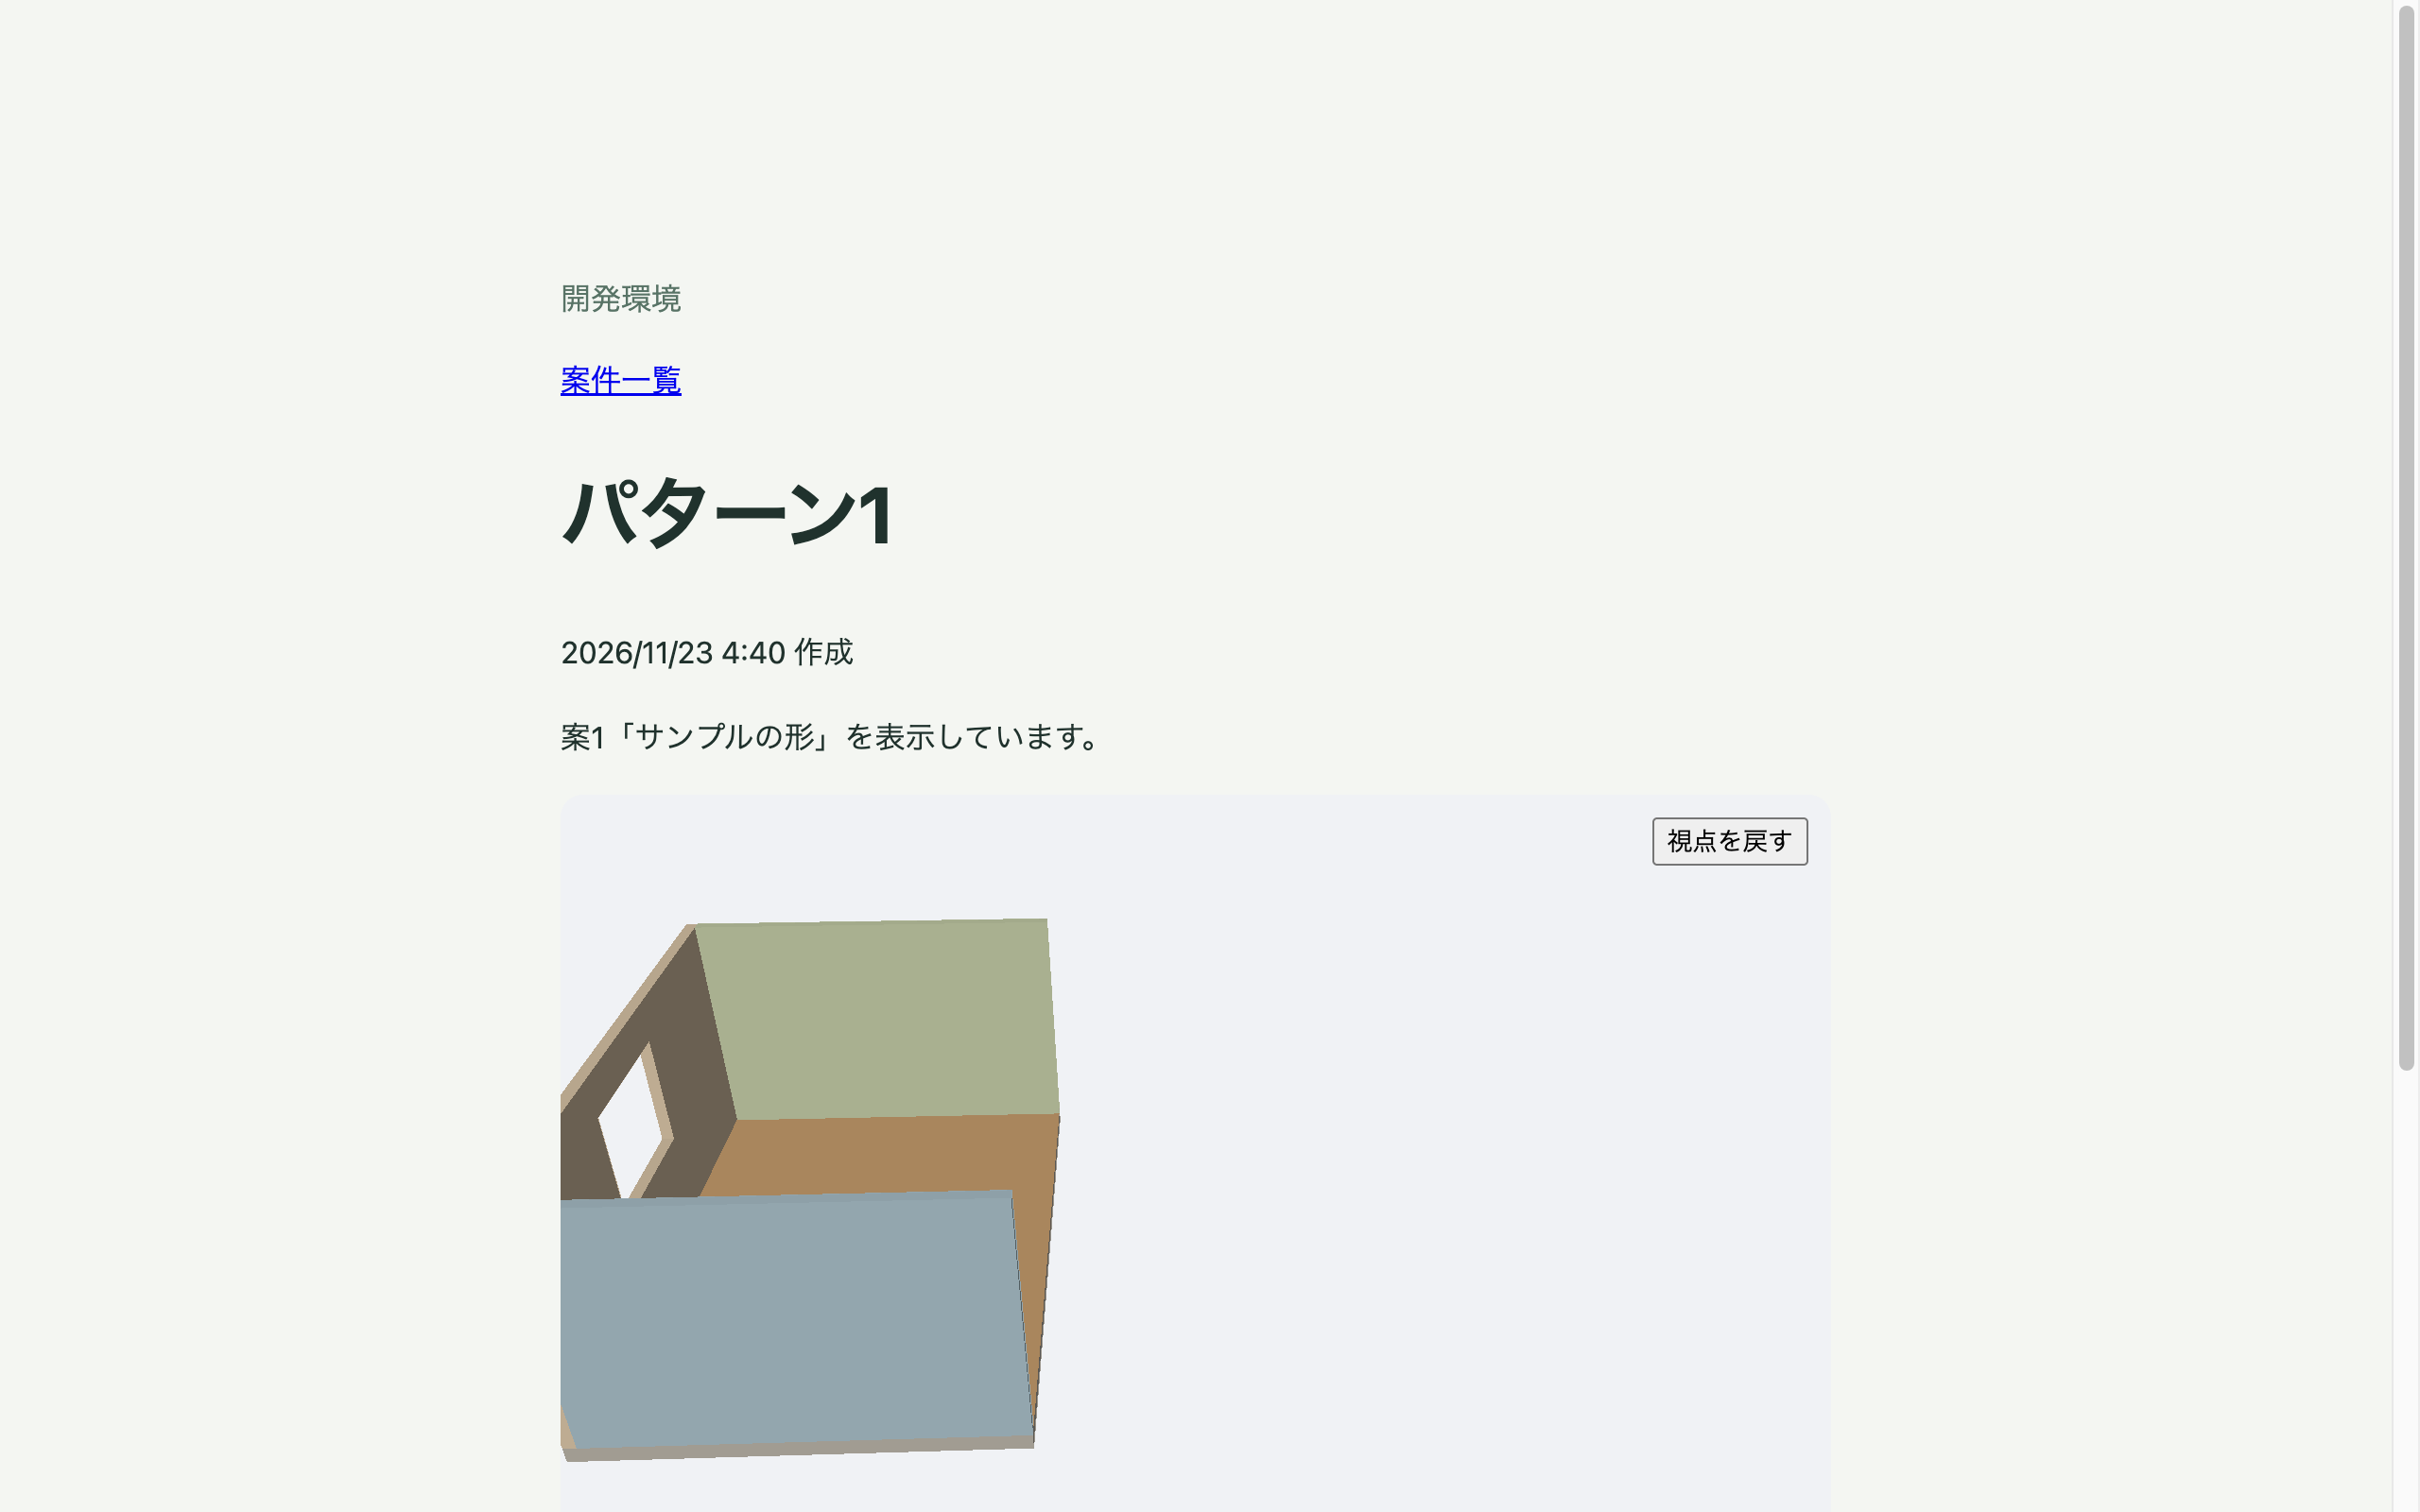 開発環境
案件一覧
パターン1
2026/11/23 4:40 作成
案1「サンプルの形」を表示しています。
視点を戻す